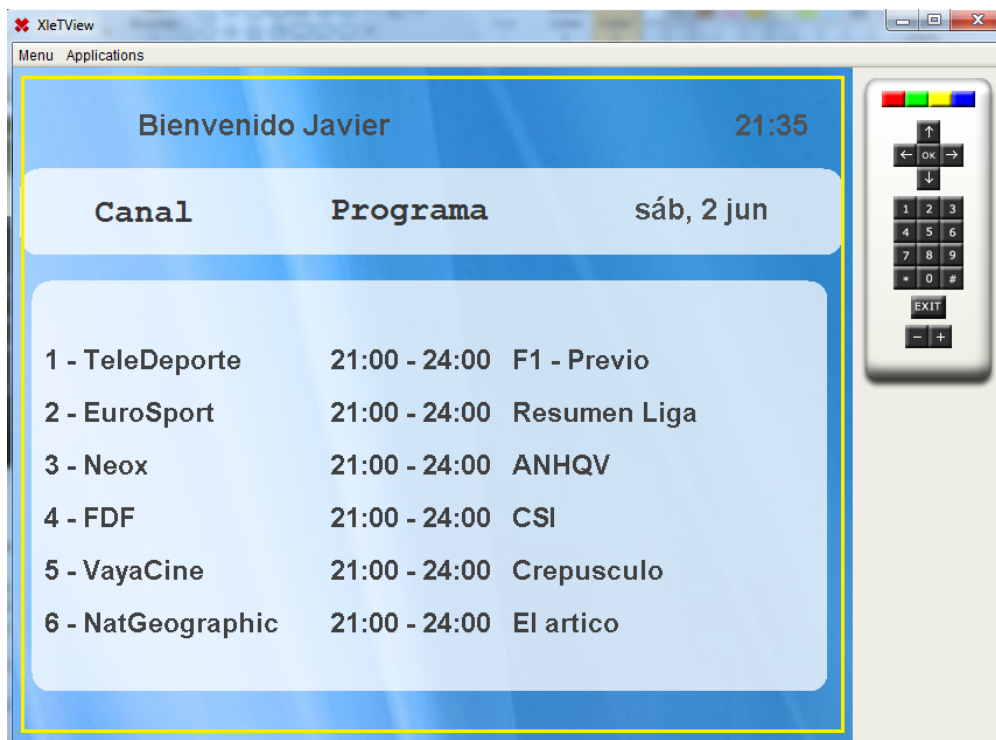 XleTView
Menu Applications
Bienvenido Javier 21:35
Canal Programa sáb, 2 jun
1 - TeleDeporte 21:00 - 24:00 F1 - Previo
2 - EuroSport 21:00 - 24:00 Resumen Liga
3 - Neox 21:00 - 24:00 ANHQV
4 - FDF 21:00 - 24:00 CSI
5 - VayaCine 21:00 - 24:00 Crepusculo
6 - NatGeographic 21:00 - 24:00 El artico
↑
← OK →
↓
1 2 3
4 5 6
7 8 9
* 0 #
EXIT
- +